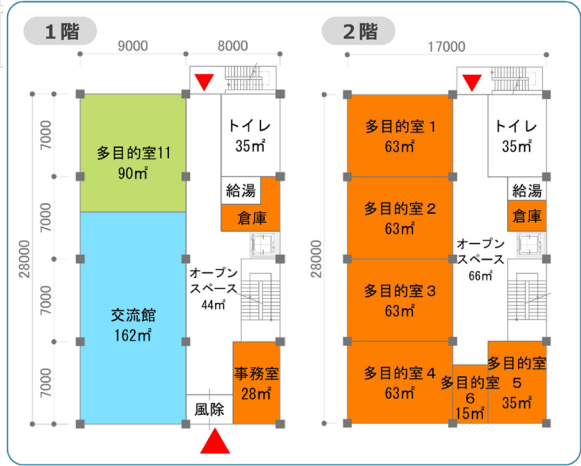 1階
9000
8000
7000
7000
7000
7000
28000
多目的室11
90㎡
トイレ
35㎡
給湯
倉庫
オープン
スペース
44㎡
交流館
162㎡
事務室
28㎡
風除
2階
17000
28000
多目的室1
63㎡
多目的室2
63㎡
多目的室3
63㎡
多目的室4
63㎡
トイレ
35㎡
給湯
倉庫
オープン
スペース
66㎡
多目的室
6
15㎡
多目的室
5
35㎡